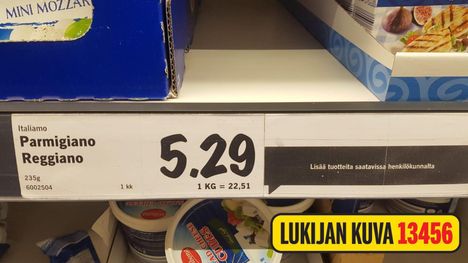 MINI MOZZAR
Italiamo
Parmigiano
Reggiano
235g
6002504
1 kk
5.29
1 KG = 22,51
Lisää tuotteita saatavissa henkilökunnalta
LUKIJAN KUVA 13456